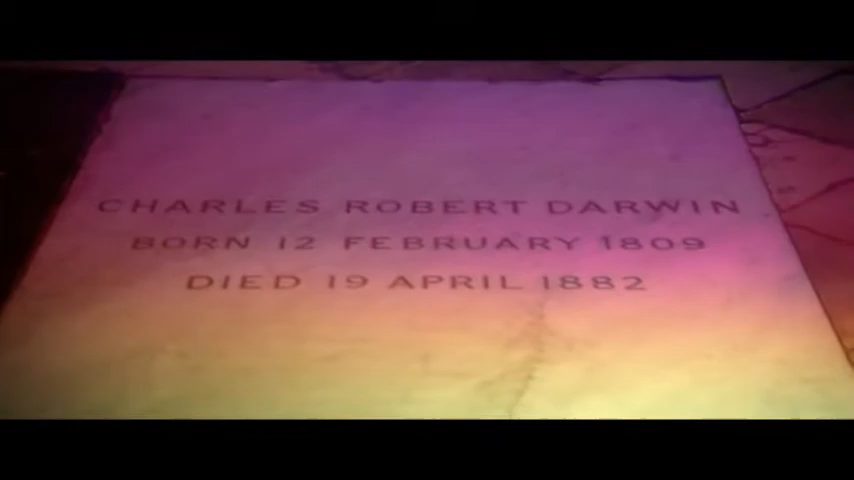 CHARLES ROBERT DARWIN
BORN 12 FEBRUARY 1809
DIED 19 APRIL 1882